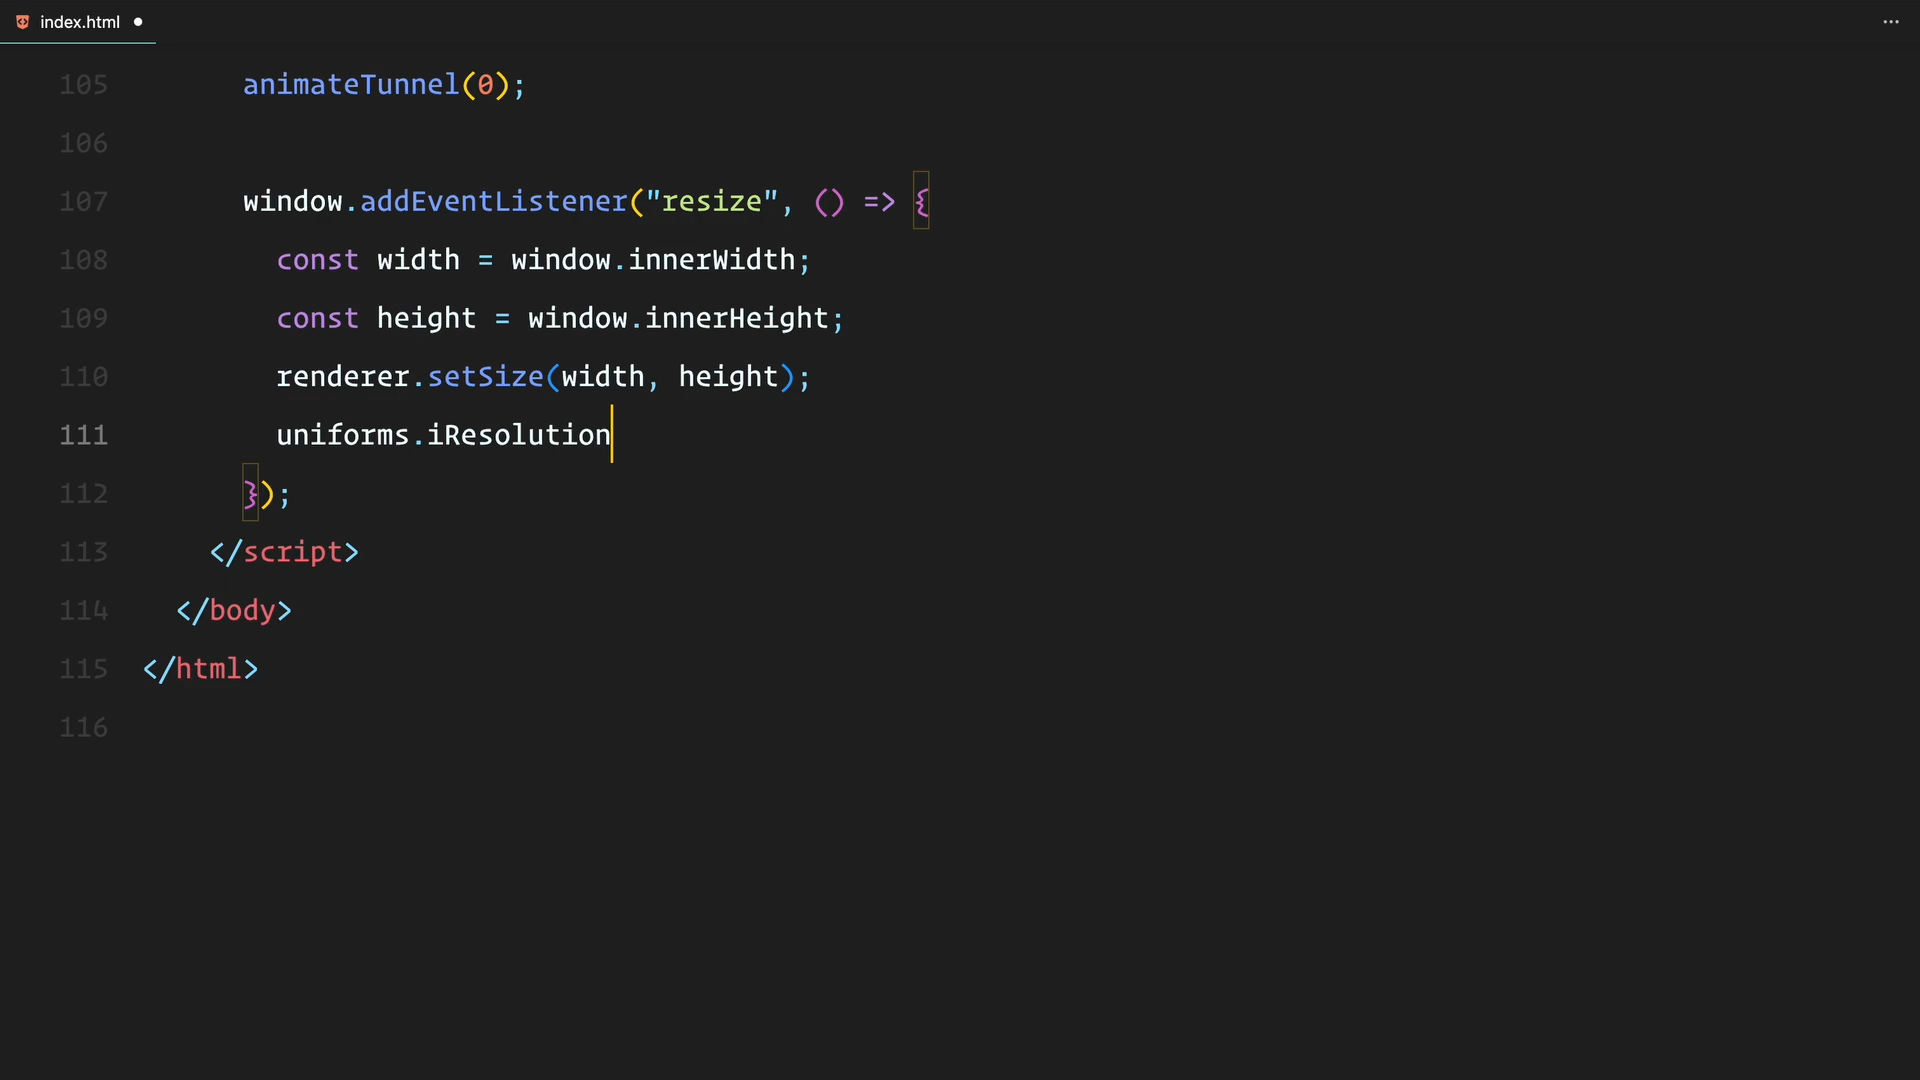 index.html
105 animateTunnel(0);
106
107 window.addEventListener("resize", () => {
108 const width = window.innerWidth;
109 const height = window.innerHeight;
110 renderer.setSize(width, height);
111 uniforms.iResolution
112 });
113 </script>
114 </body>
115 </html>
116